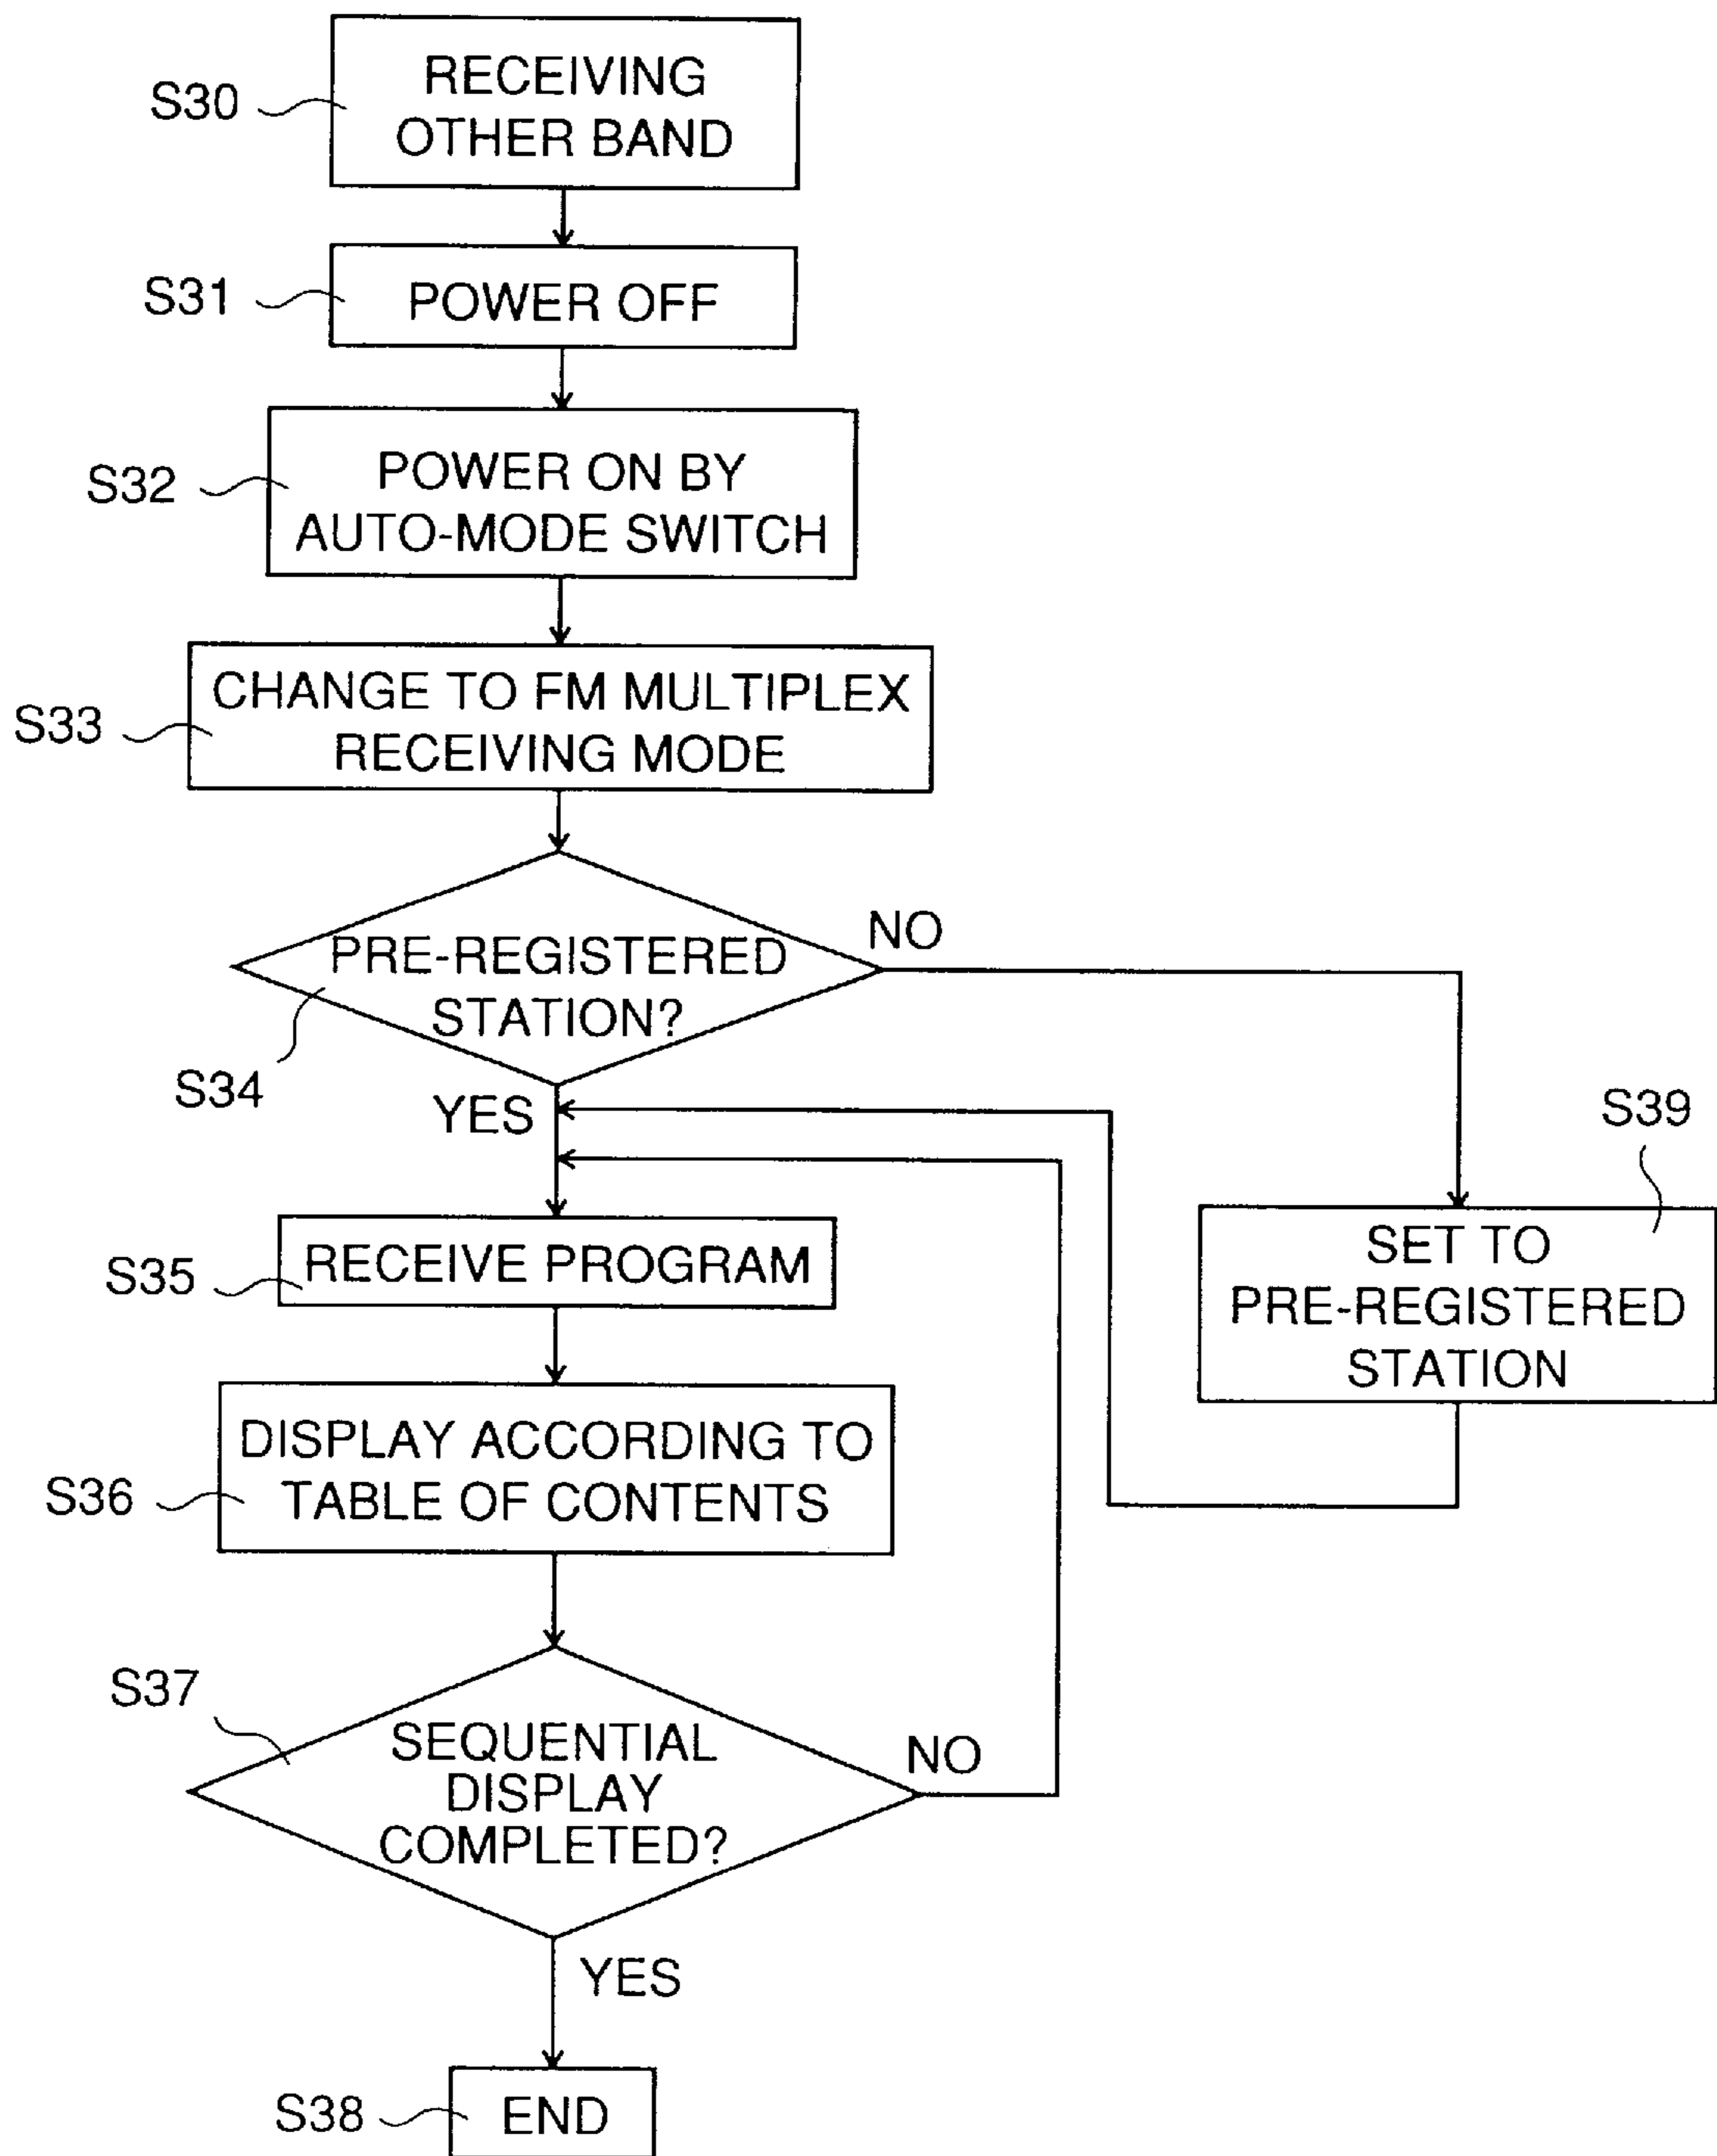 S30
RECEIVING
OTHER BAND
S31
POWER OFF
S32
POWER ON BY
AUTO-MODE SWITCH
S33
CHANGE TO FM MULTIPLEX
RECEIVING MODE
S34
PRE-REGISTERED
STATION?
NO
YES
S39
SET TO
PRE-REGISTERED
STATION
S35
RECEIVE PROGRAM
S36
DISPLAY ACCORDING TO
TABLE OF CONTENTS
S37
SEQUENTIAL
DISPLAY
COMPLETED?
NO
YES
S38
END